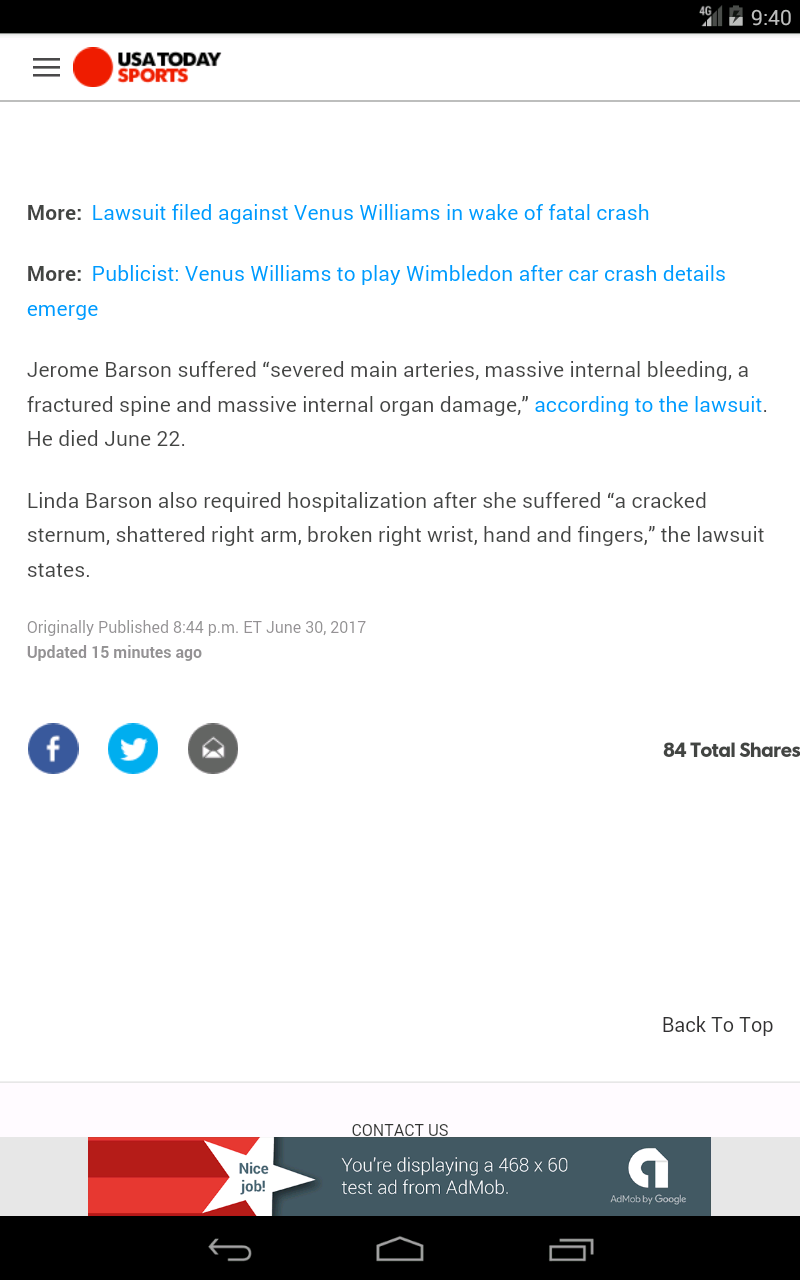 4G 9:40
USA TODAY
SPORTS
More: Lawsuit filed against Venus Williams in wake of fatal crash
More: Publicist: Venus Williams to play Wimbledon after car crash details
emerge
Jerome Barson suffered “severed main arteries, massive internal bleeding, a
fractured spine and massive internal organ damage,” according to the lawsuit.
He died June 22.
Linda Barson also required hospitalization after she suffered “a cracked
sternum, shattered right arm, broken right wrist, hand and fingers,” the lawsuit
states.
Originally Published 8:44 p.m. ET June 30, 2017
Updated 15 minutes ago
84 Total Shares
Back To Top
CONTACT US
Nice
job!
You're displaying a 468 x 60
test ad from AdMob.
AdMob by Google